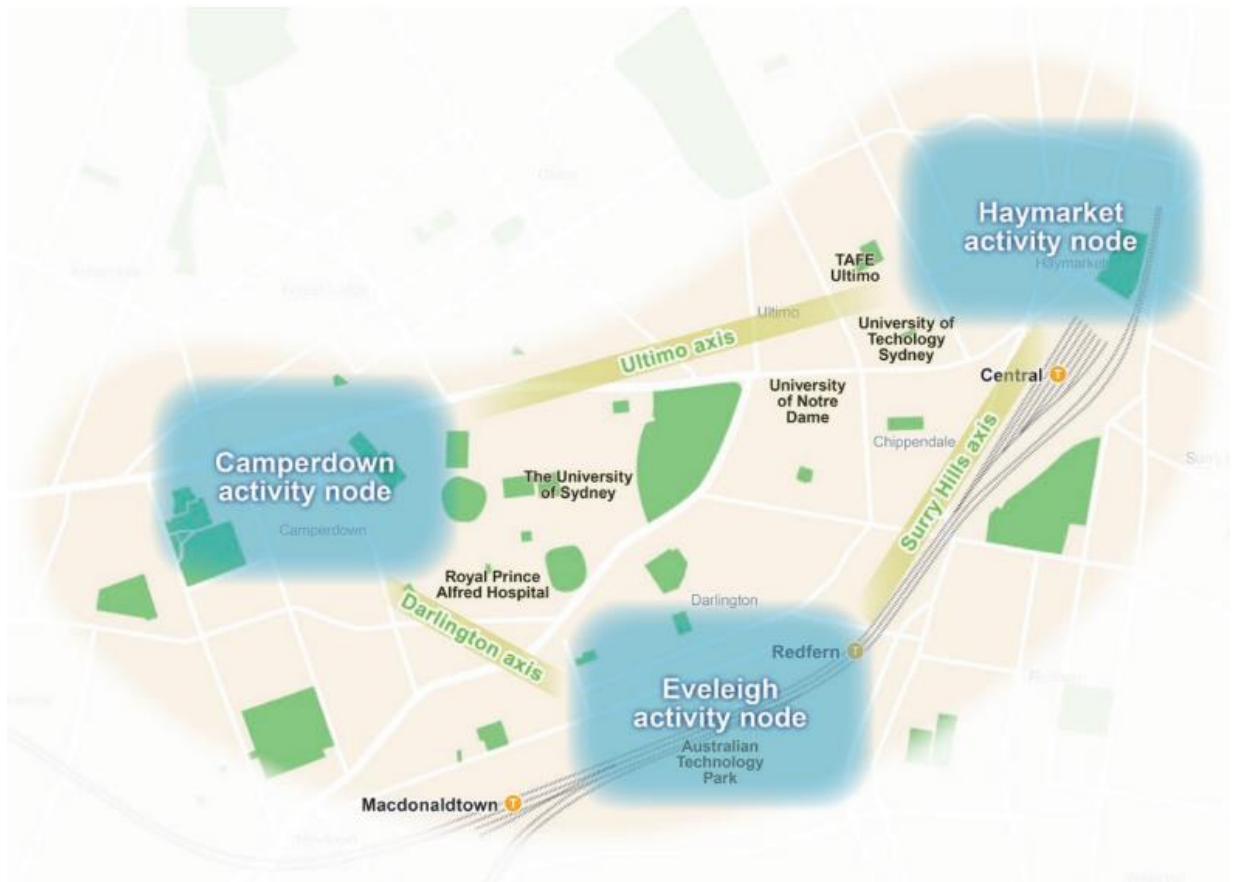 Haymarket
activity node
Haymarket
TAFE
Ultimo
Ultimo
University of
Techology
Sydney
Ultimo axis
Central
University
of Notre
Dame
Chippendale
Surry Hills axis
Camperdown
activity node
The University
of Sydney
Camperdown
Royal Prince
Alfred Hospital
Darlington axis
Darlington
Redfern
Eveleigh
activity node
Australian
Technology
Park
Macdonaldtown
T
T
T